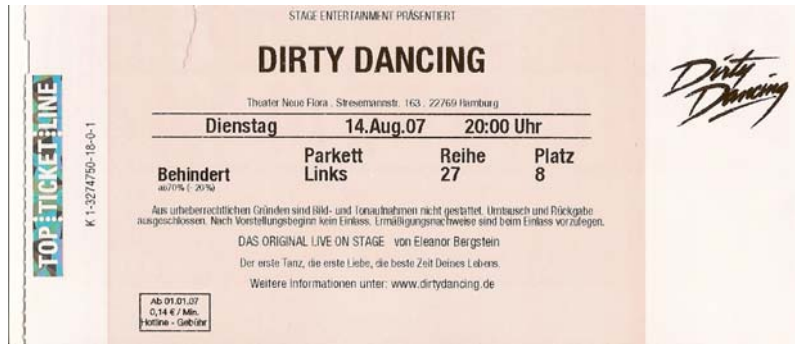 STAGE ENTERTAINMENT PRÄSENTIERT
DIRTY DANCING
Theater Neue Flora . Stresemannstr. 163 . 22769 Hamburg
Dienstag 14.Aug.07 20:00 Uhr
Parkett Reihe Platz
Behindert Links 27 8
ab70% (- 20%)
Aus urheberrechtlichen Gründen sind Bild- und Tonaufnahmen nicht gestattet. Umtausch und Rückgabe
ausgeschlossen. Nach Vorstellungsbeginn kein Einlass. Ermäßigungsnachweise sind beim Einlass vorzulegen.
DAS ORIGINAL LIVE ON STAGE von Eleanor Bergstein
Der erste Tanz, die erste Liebe, die beste Zeit Deines Lebens.
Weitere Informationen unter: www.dirtydancing.de
Ab 01.01.07
0,14 € / Min.
Hotline - Gebühr
TOP TICKET LINE
K 1-3274750-18-0-1
Dirty
Dancing